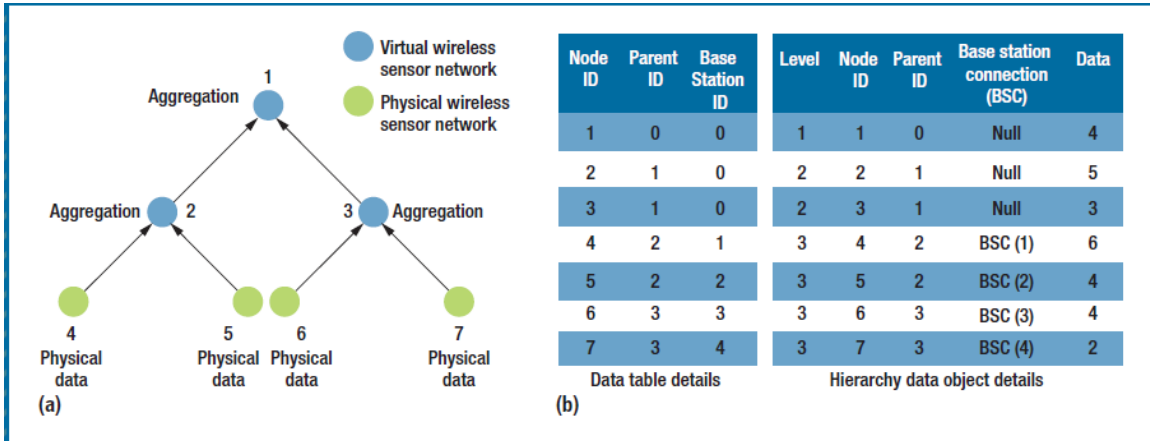 Virtual wireless
sensor network
Physical wireless
sensor network
1
Aggregation
Aggregation 2
3 Aggregation
4
Physical
data
5
Physical
data
6
Physical
data
7
Physical
data
(a)
Node ID Parent ID Base Station ID
1 0 0
2 1 0
3 1 0
4 2 1
5 2 2
6 3 3
7 3 4
Data table details
Level Node ID Parent ID Base station connection (BSC) Data
1 1 0 Null 4
2 2 1 Null 5
2 3 1 Null 3
3 4 2 BSC (1) 6
3 5 2 BSC (2) 4
3 6 3 BSC (3) 4
3 7 3 BSC (4) 2
Hierarchy data object details
(b)